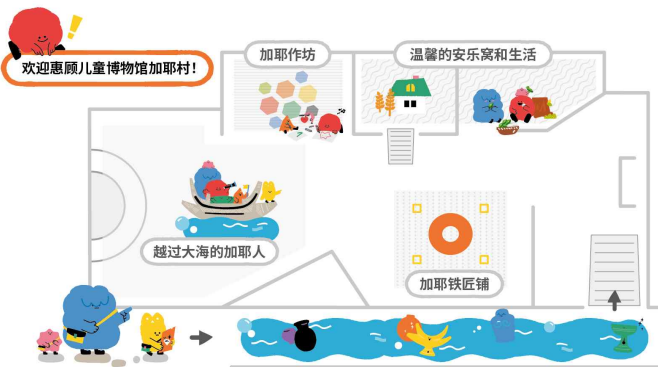 欢迎惠顾儿童博物馆加耶村!
加耶作坊
温馨的安乐窝和生活
越过大海的加耶人
加耶铁匠铺